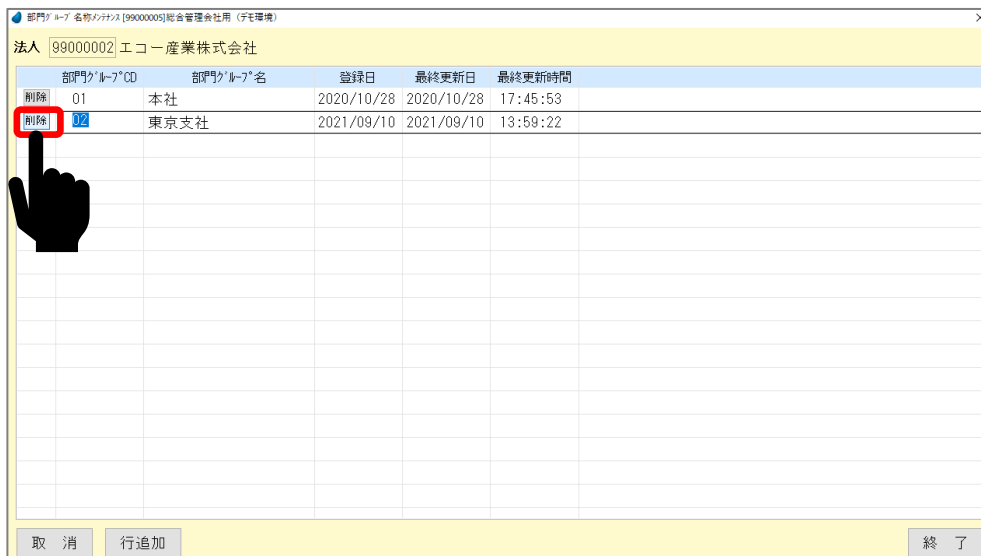 部門ｸﾞﾙｰﾌﾟ名称ﾒﾝﾃﾅﾝｽ [99000005]総合管理会社用（デモ環境）
法人 99000002 エコー産業株式会社
部門ｸﾞﾙｰﾌﾟCD 部門ｸﾞﾙｰﾌﾟ名 登録日 最終更新日 最終更新時間
削除 01 本社 2020/10/28 2020/10/28 17:45:53
削除 02 東京支社 2021/09/10 2021/09/10 13:59:22
取 消 行追加 終 了